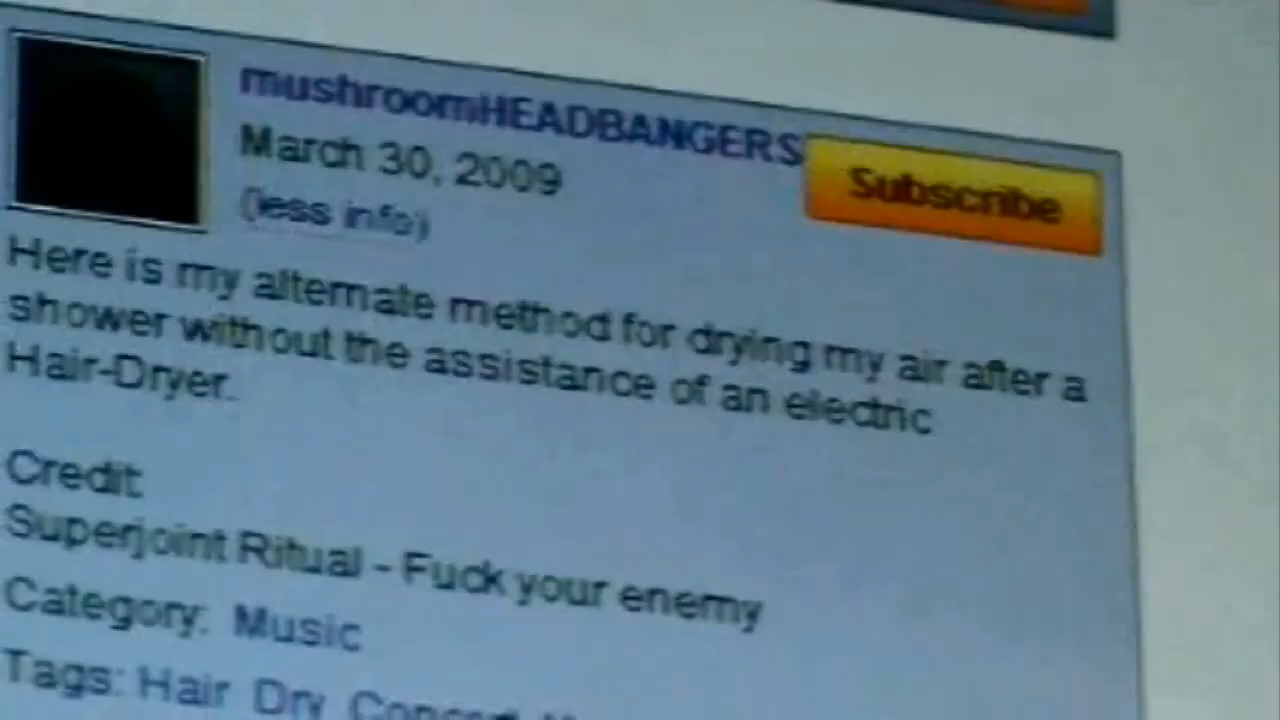 mushroomHEADBANGERS
March 30, 2009
Subscribe
(less info)
Here is my alternate method for drying my air after a
shower without the assistance of an electric
Hair-Dryer.
Credit:
Superjoint Ritual - Fuck your enemy
Category: Music
Tags: Hair Dry Concert